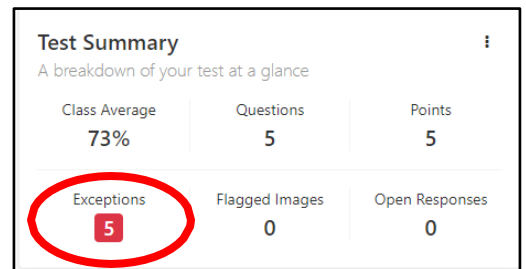 Test Summary
A breakdown of your test at a glance
Class Average Questions Points
73% 5 5
Exceptions Flagged Images Open Responses
5 0 0